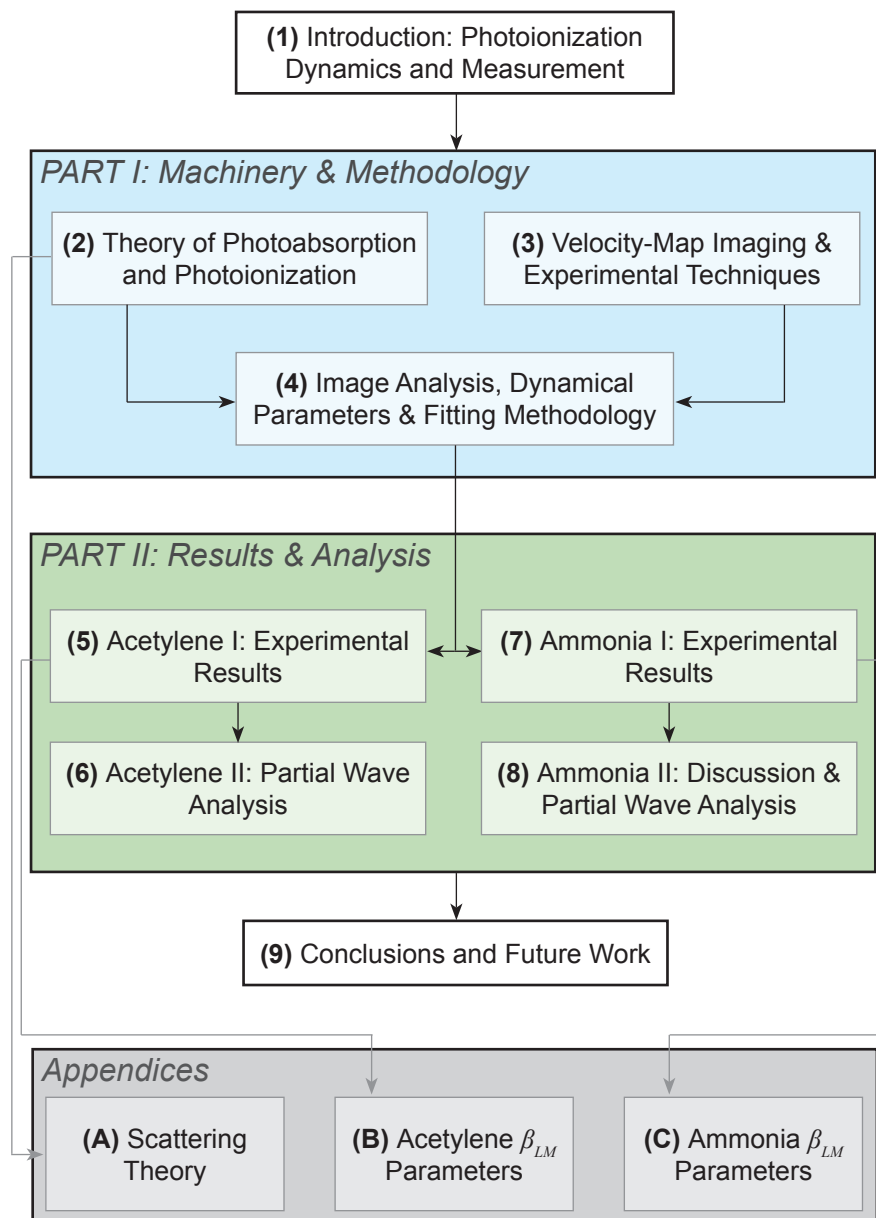 (1) Introduction: Photoionization
Dynamics and Measurement
PART I: Machinery & Methodology
(2) Theory of Photoabsorption
and Photoionization
(3) Velocity-Map Imaging &
Experimental Techniques
(4) Image Analysis, Dynamical
Parameters & Fitting Methodology
PART II: Results & Analysis
(5) Acetylene I: Experimental
Results
(7) Ammonia I: Experimental
Results
(6) Acetylene II: Partial Wave
Analysis
(8) Ammonia II: Discussion &
Partial Wave Analysis
(9) Conclusions and Future Work
Appendices
(A) Scattering
Theory
(B) Acetylene β_LM
Parameters
(C) Ammonia β_LM
Parameters